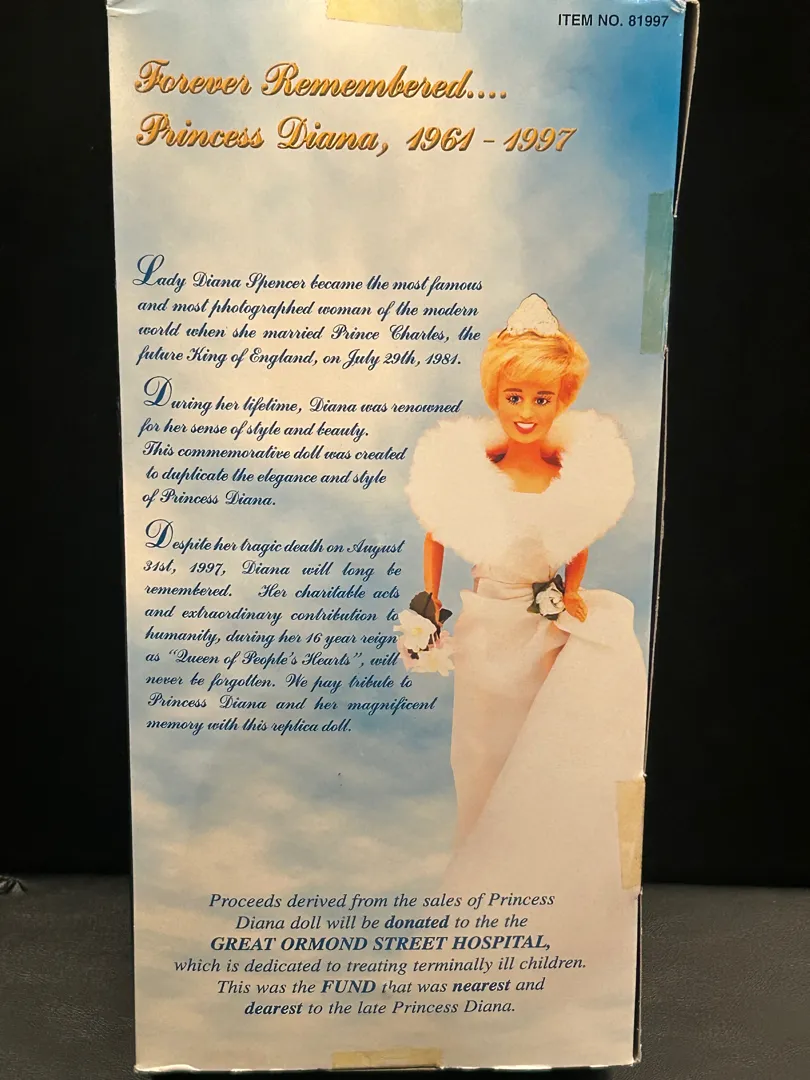 ITEM NO. 81997
Forever Remembered....
Princess Diana, 1961 - 1997
Lady Diana Spencer became the most famous
and most photographed woman of the modern
world when she married Prince Charles, the
future King of England, on July 29th, 1981.
During her lifetime, Diana was renowned
for her sense of style and beauty.
This commemorative doll was created
to duplicate the elegance and style
of Princess Diana.
Despite her tragic death on August
31st, 1997, Diana will long be
remembered. Her charitable acts
and extraordinary contribution to
humanity, during her 16 year reign
as “Queen of People's Hearts”, will
never be forgotten. We pay tribute to
Princess Diana and her magnificent
memory with this replica doll.
Proceeds derived from the sales of Princess
Diana doll will be donated to the the
GREAT ORMOND STREET HOSPITAL,
which is dedicated to treating terminally ill children.
This was the FUND that was nearest and
dearest to the late Princess Diana.